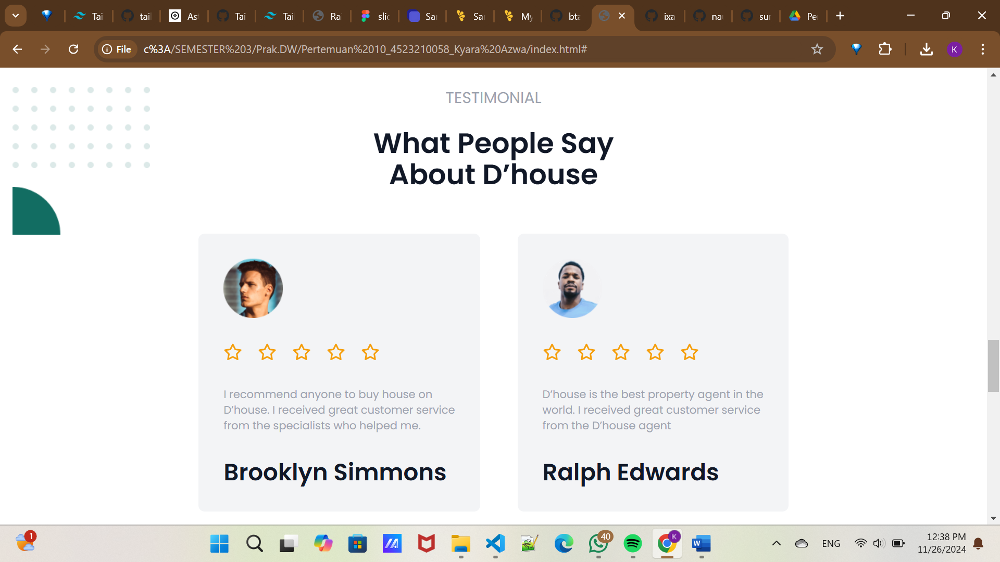 Tai
tail
Ast
Tai
Tai
Ra
slic
Sa
Sar
My
bta
ixa
na
sur
Pe
File
c%3A/SEMESTER%203/Prak.DW/Pertemuan%2010_4523210058_Kyara%20Azwa/index.html#
K
TESTIMONIAL
What People Say
About D’house
I recommend anyone to buy house on
D’house. I received great customer service
from the specialists who helped me.
Brooklyn Simmons
D’house is the best property agent in the
world. I received great customer service
from the D’house agent
Ralph Edwards
1
40
K
W
ENG
12:38 PM
11/26/2024